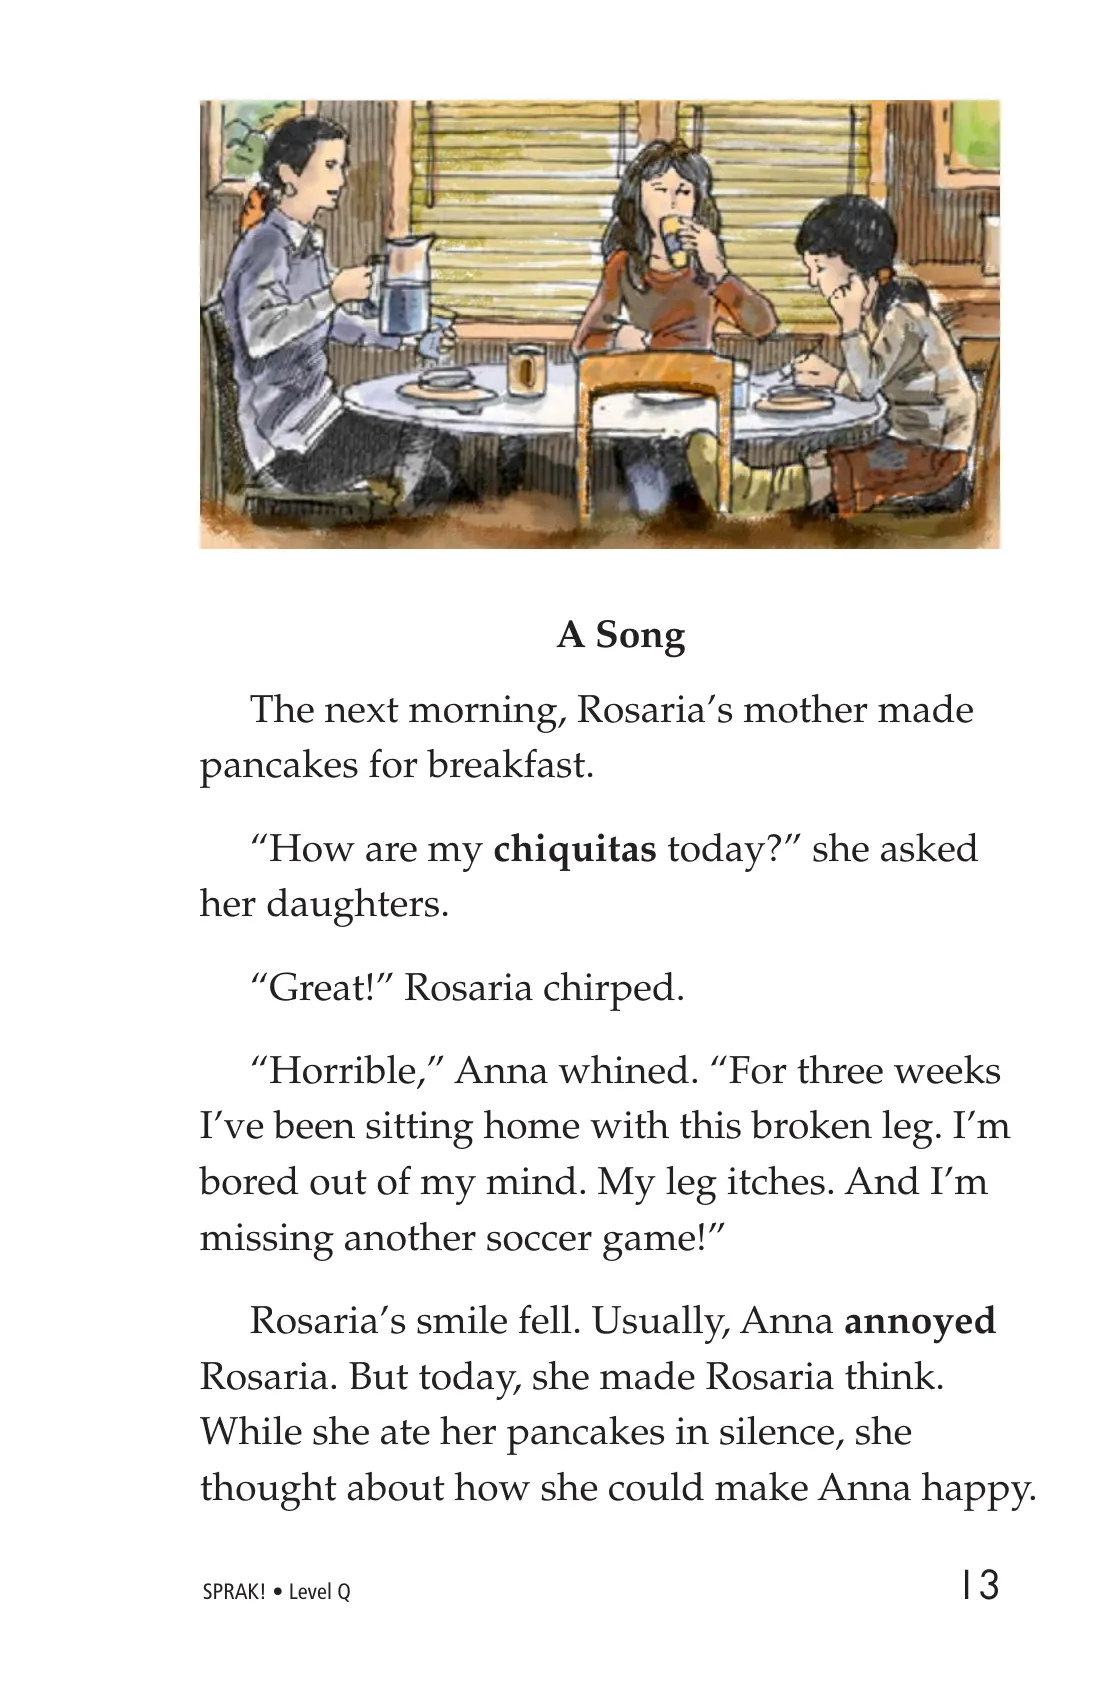 A Song
The next morning, Rosaria’s mother made
pancakes for breakfast.
“How are my chiquitas today?” she asked
her daughters.
“Great!” Rosaria chirped.
“Horrible,” Anna whined. “For three weeks
I’ve been sitting home with this broken leg. I’m
bored out of my mind. My leg itches. And I’m
missing another soccer game!”
Rosaria’s smile fell. Usually, Anna annoyed
Rosaria. But today, she made Rosaria think.
While she ate her pancakes in silence, she
thought about how she could make Anna happy.
SPRAK! • Level Q
13